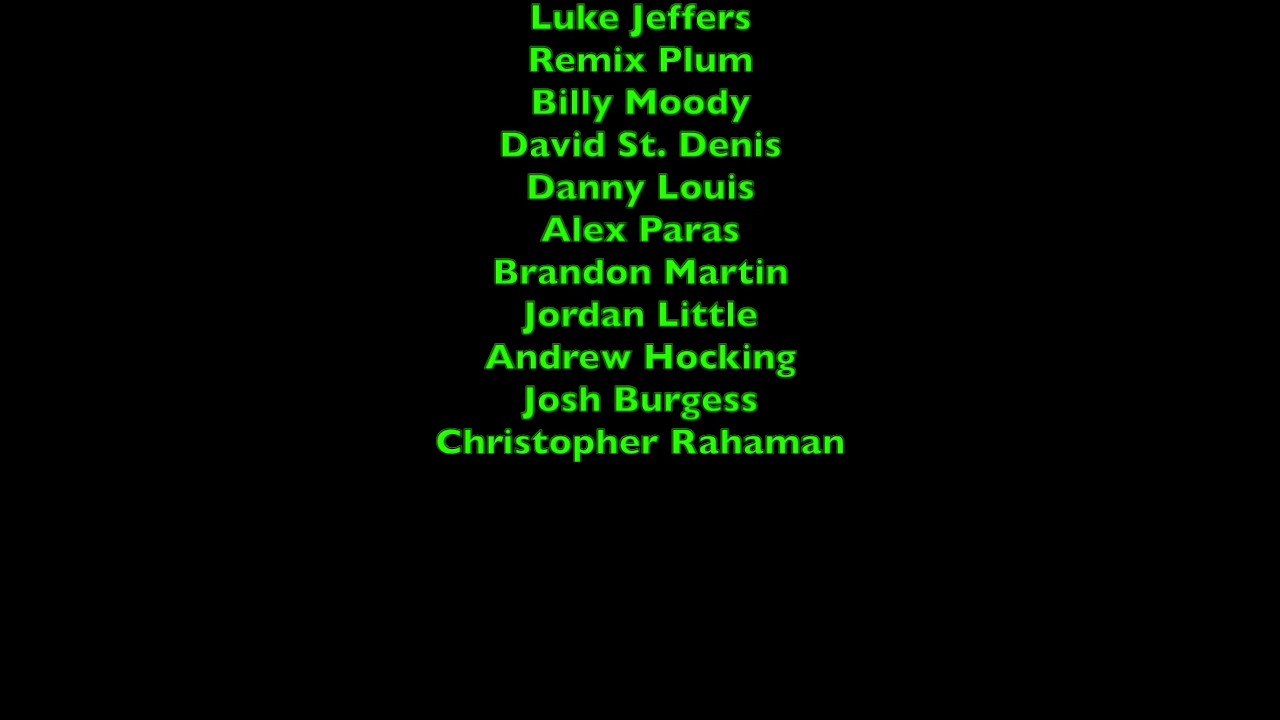 Luke Jeffers
Remix Plum
Billy Moody
David St. Denis
Danny Louis
Alex Paras
Brandon Martin
Jordan Little
Andrew Hocking
Josh Burgess
Christopher Rahaman